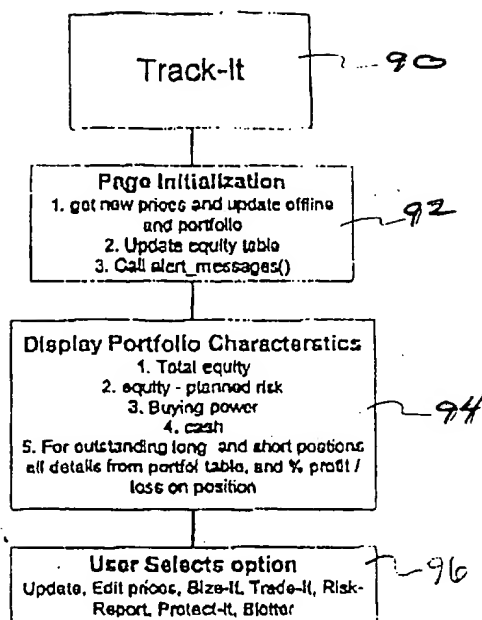 Track-It
90
Page Initialization
1. get new prices and update offline
and portfolio
2. Update equity table
3. Call alert_messages()
92
Display Portfolio Characterstics
1. Total equity
2. equity - planned risk
3. Buying power
4. cash
5. For outstanding long and short postions
all details from portfol table, and % profit /
loss on position
94
User Selects option
Update, Edit prices, Size-It, Trade-It, Risk-
Report, Protect-It, Blotter
96